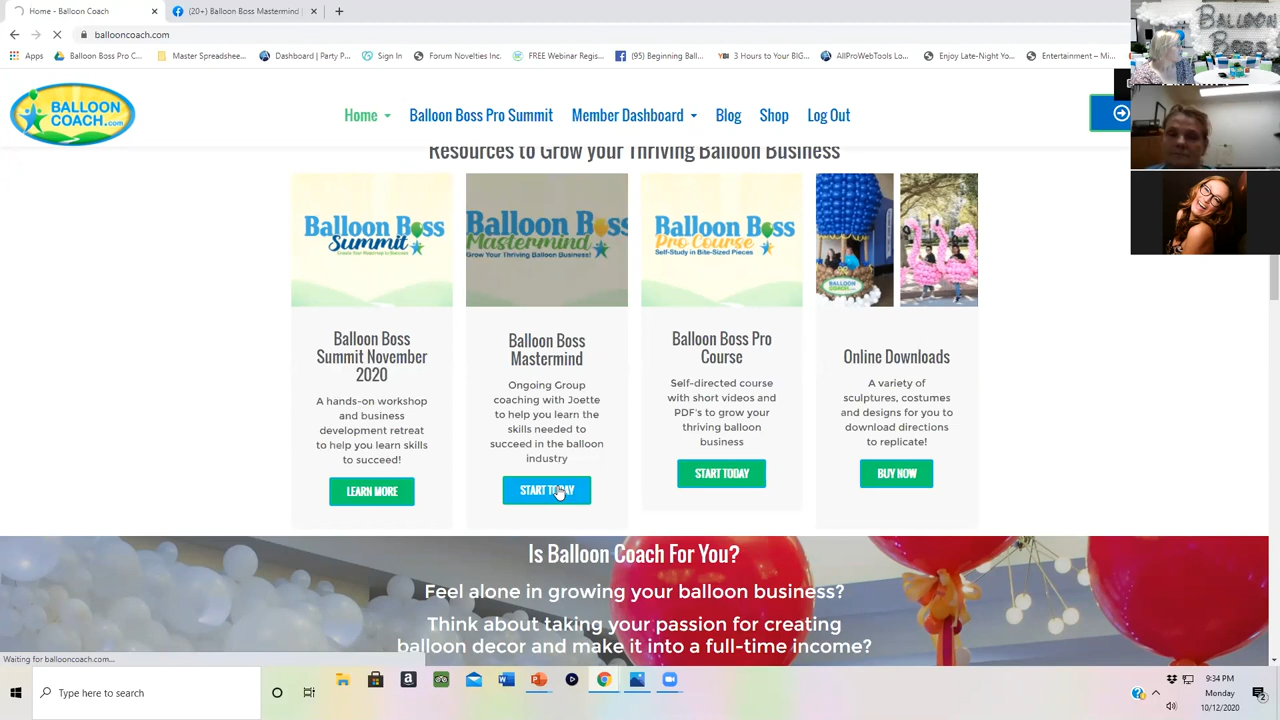 Home - Balloon Coach
(20+) Balloon Boss Mastermind |
ballooncoach.com
Apps
Balloon Boss Pro C...
Master Spreadshee...
Dashboard | Party P...
Sign In
Forum Novelties Inc.
FREE Webinar Regis...
(95) Beginning Ball...
3 Hours to Your BIG...
AllProWebTools Lo...
Enjoy Late-Night Yo...
Entertainment – Mi...
BALLOON BOSS
BALLOON
COACH.com
Home
Balloon Boss Pro Summit
Member Dashboard
Blog
Shop
Log Out
Resources to Grow your Thriving Balloon Business
Balloon Boss
Summit
Balloon Boss
Mastermind
Grow Your Thriving Balloon Business!
Balloon Boss
Pro Course
Self-Study in Bite-Sized Pieces
BALLOON
COACH.com
Balloon Boss
Summit November
2020
A hands-on workshop
and business
development retreat
to help you learn skills
to succeed!
LEARN MORE
Balloon Boss
Mastermind
Ongoing Group
coaching with Joette
to help you learn the
skills needed to
succeed in the balloon
industry
START TODAY
Balloon Boss Pro
Course
Self-directed course
with short videos and
PDF's to grow your
thriving balloon
business
START TODAY
Online Downloads
A variety of
sculptures, costumes
and designs for you to
download directions
to replicate!
BUY NOW
Is Balloon Coach For You?
Feel alone in growing your balloon business?
Think about taking your passion for creating
balloon decor and make it into a full-time income?
Waiting for ballooncoach.com...
Type here to search
9:34 PM
Monday
10/12/2020
2